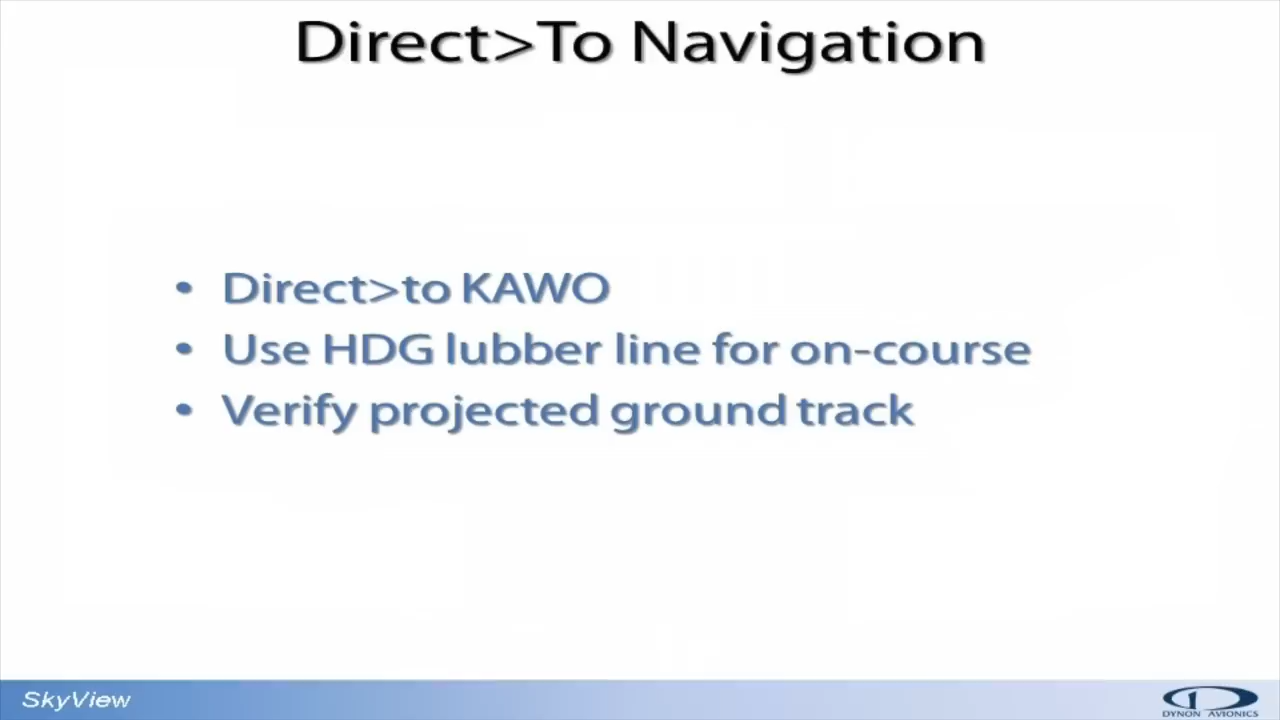 Direct>To Navigation
• Direct>to KAWO
• Use HDG lubber line for on-course
• Verify projected ground track
SkyView
DYNON AVIONICS